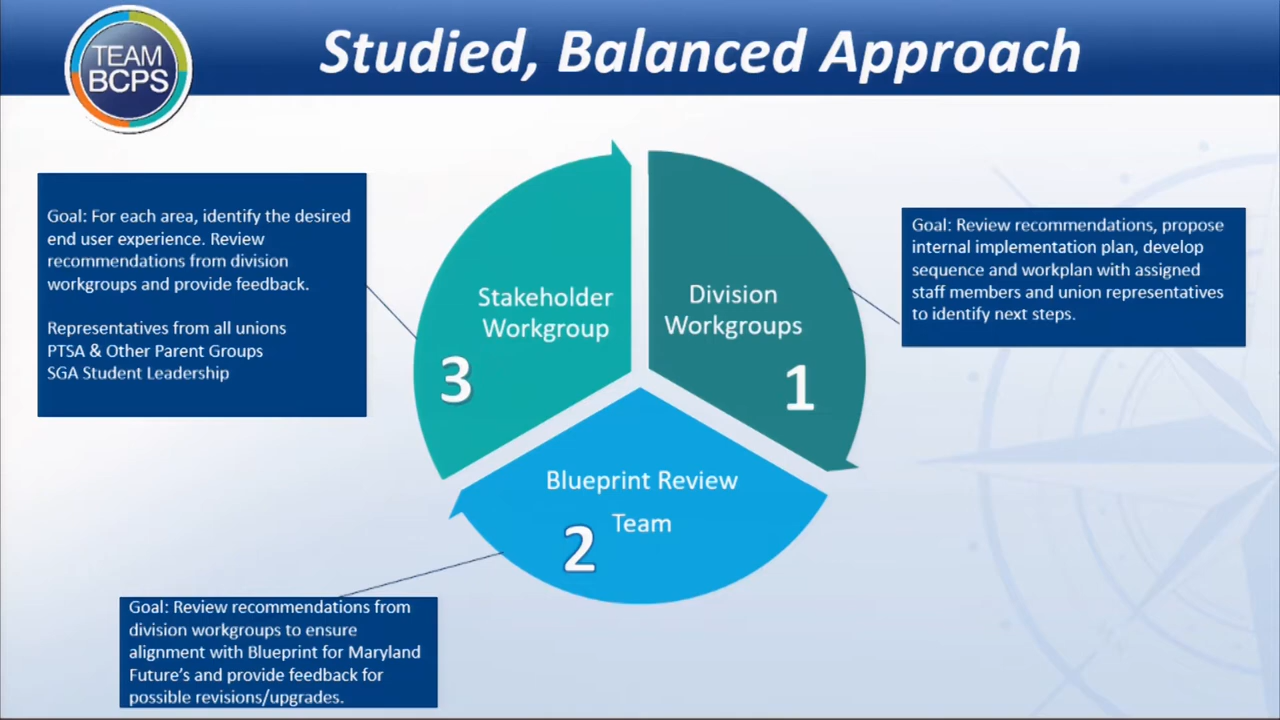 TEAM
BCPS
Studied, Balanced Approach
Goal: For each area, identify the desired
end user experience. Review
recommendations from division
workgroups and provide feedback.
Representatives from all unions
PTSA & Other Parent Groups
SGA Student Leadership
Stakeholder
Workgroup
3
Division
Workgroups
1
Goal: Review recommendations, propose
internal implementation plan, develop
sequence and workplan with assigned
staff members and union representatives
to identify next steps.
Blueprint Review
Team
2
Goal: Review recommendations from
division workgroups to ensure
alignment with Blueprint for Maryland
Future's and provide feedback for
possible revisions/upgrades.